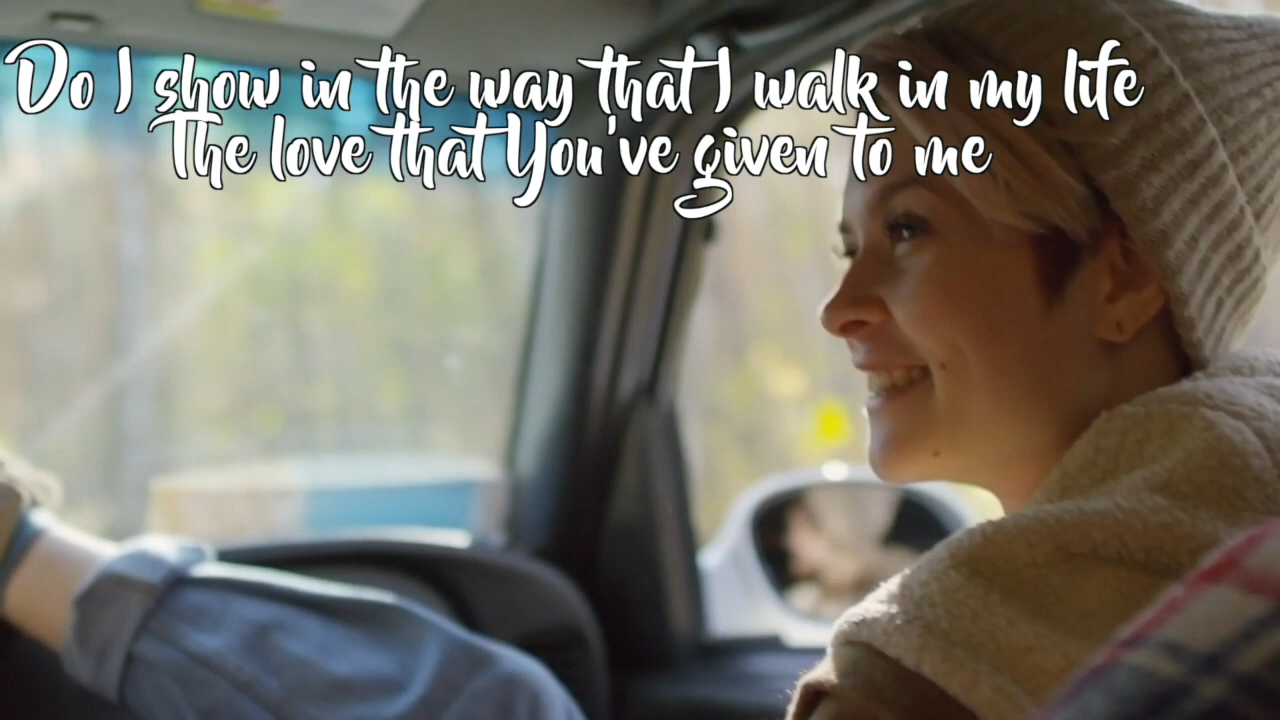 Do I show in the way that I walk in my life
The love that You've given to me